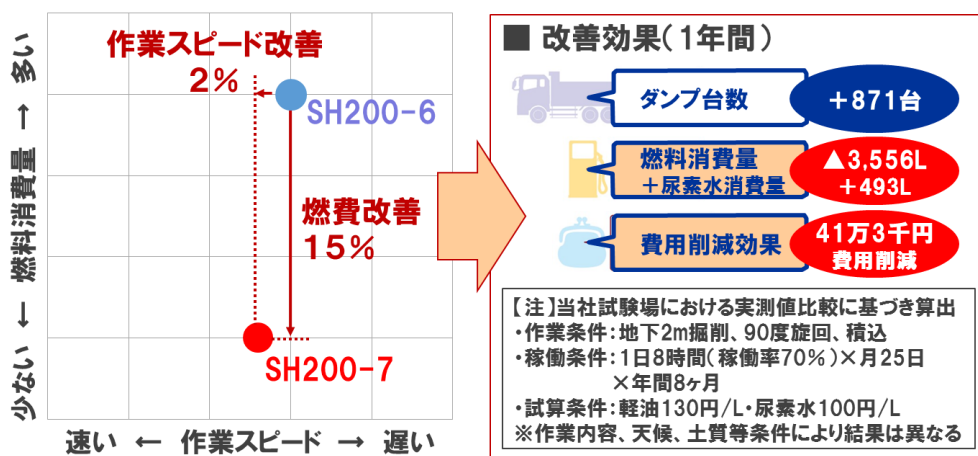 作業スピード改善
2%
SH200-6
燃費改善
15%
SH200-7
少ない ← 燃料消費量 → 多い
速い ← 作業スピード → 遅い
■ 改善効果(1年間)
ダンプ台数
+871台
燃料消費量
+尿素水消費量
▲3,556L
+493L
費用削減効果
41万3千円
費用削減
【注】当社試験場における実測値比較に基づき算出
・作業条件:地下2m掘削、90度旋回、積込
・稼働条件:1日8時間(稼働率70%)×月25日
×年間8ヶ月
・試算条件:軽油130円/L・尿素水100円/L
※作業内容、天候、土質等条件により結果は異なる